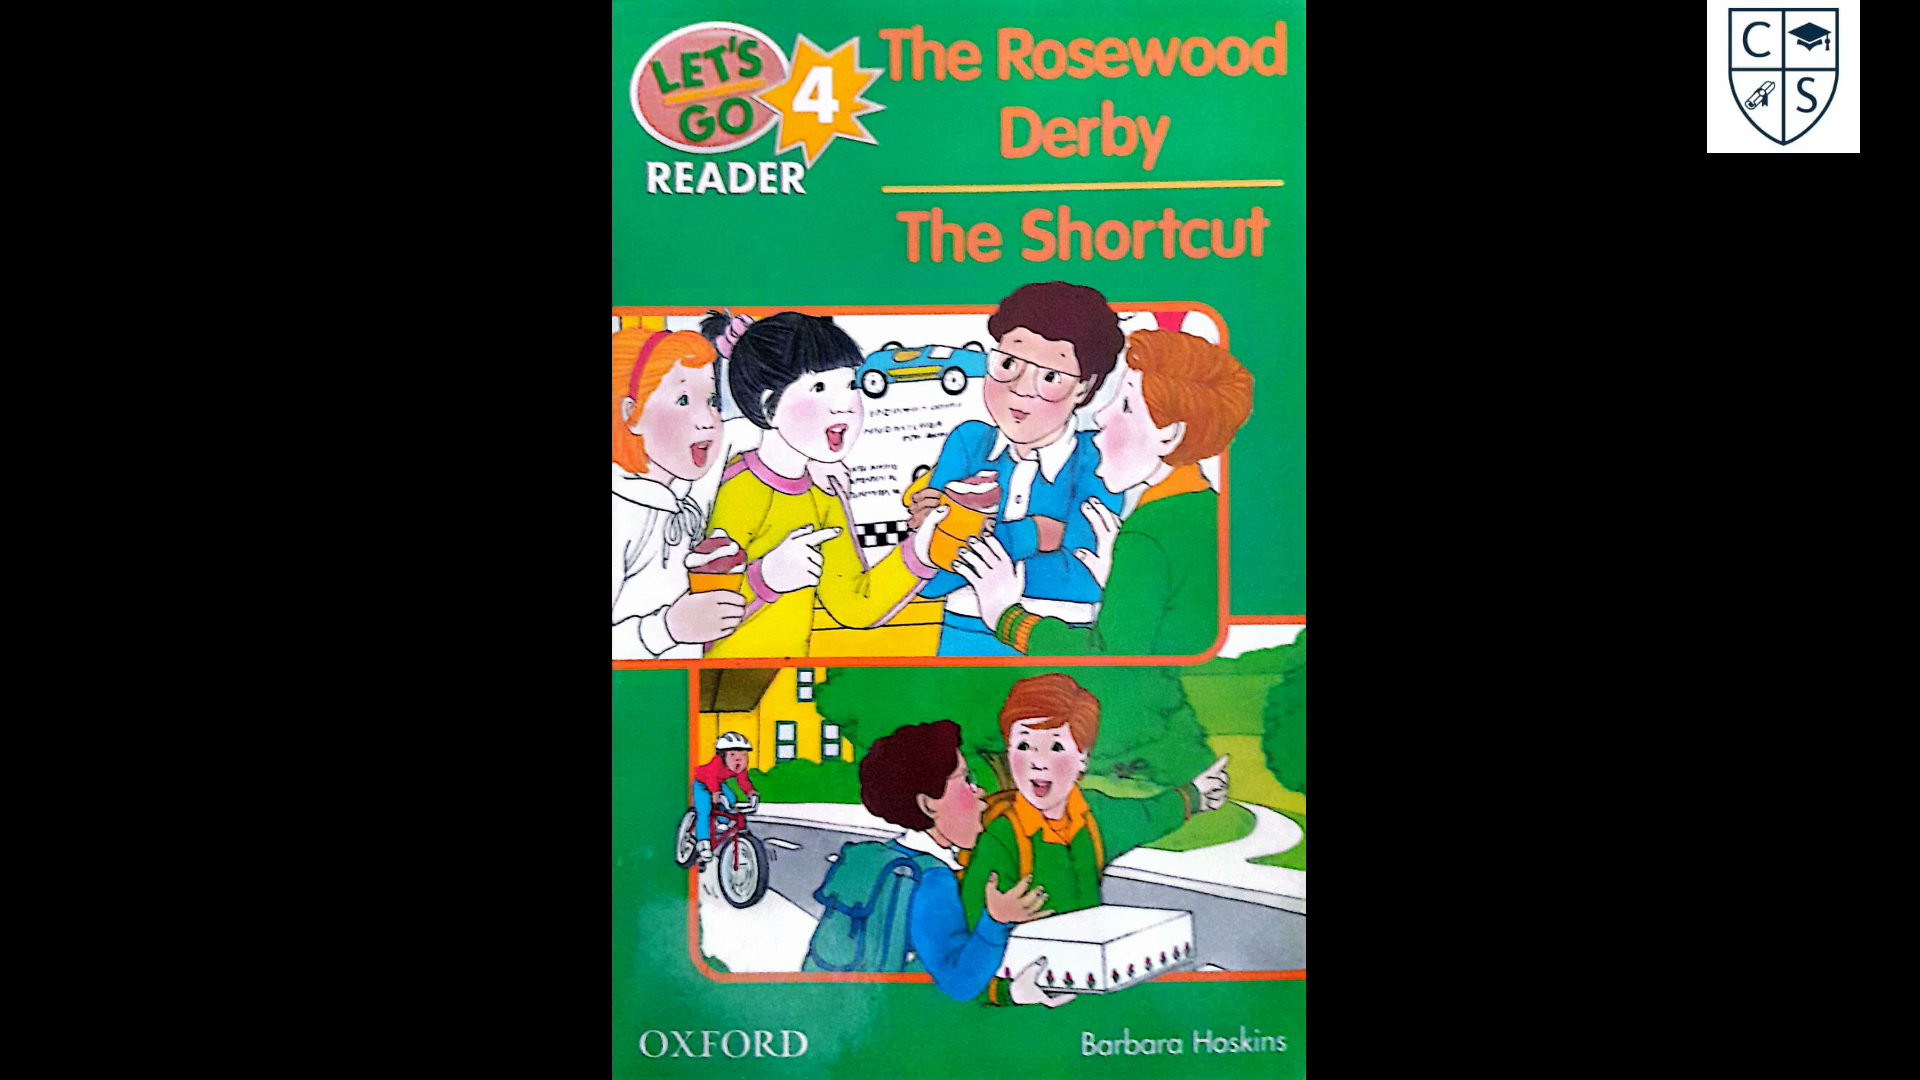 LET'S
GO
4
READER
The Rosewood
Derby
The Shortcut
OXFORD
Barbara Hoskins
C
S